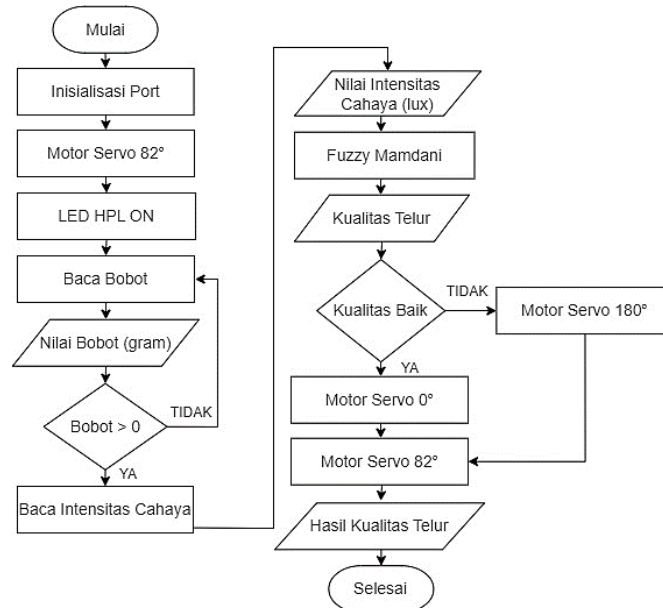 Mulai
Inisialisasi Port
Motor Servo 82°
LED HPL ON
Baca Bobot
Nilai Bobot (gram)
Bobot > 0
TIDAK
YA
Baca Intensitas Cahaya
Nilai Intensitas
Cahaya (lux)
Fuzzy Mamdani
Kualitas Telur
Kualitas Baik
TIDAK
Motor Servo 180°
YA
Motor Servo 0°
Motor Servo 82°
Hasil Kualitas Telur
Selesai